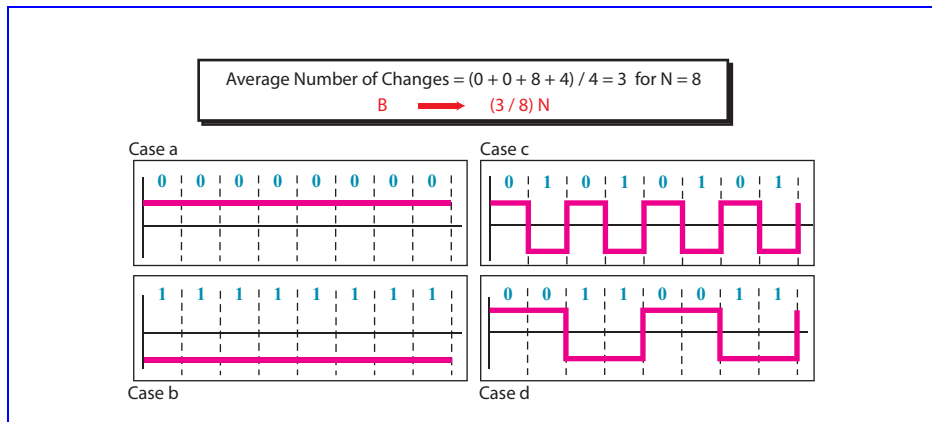 Average Number of Changes = (0 + 0 + 8 + 4) / 4 = 3 for N = 8
B (3 / 8) N
Case a
0 0 0 0 0 0 0 0
Case c
0 1 0 1 0 1 0 1
1 1 1 1 1 1 1 1
Case b
0 0 1 1 0 0 1 1
Case d